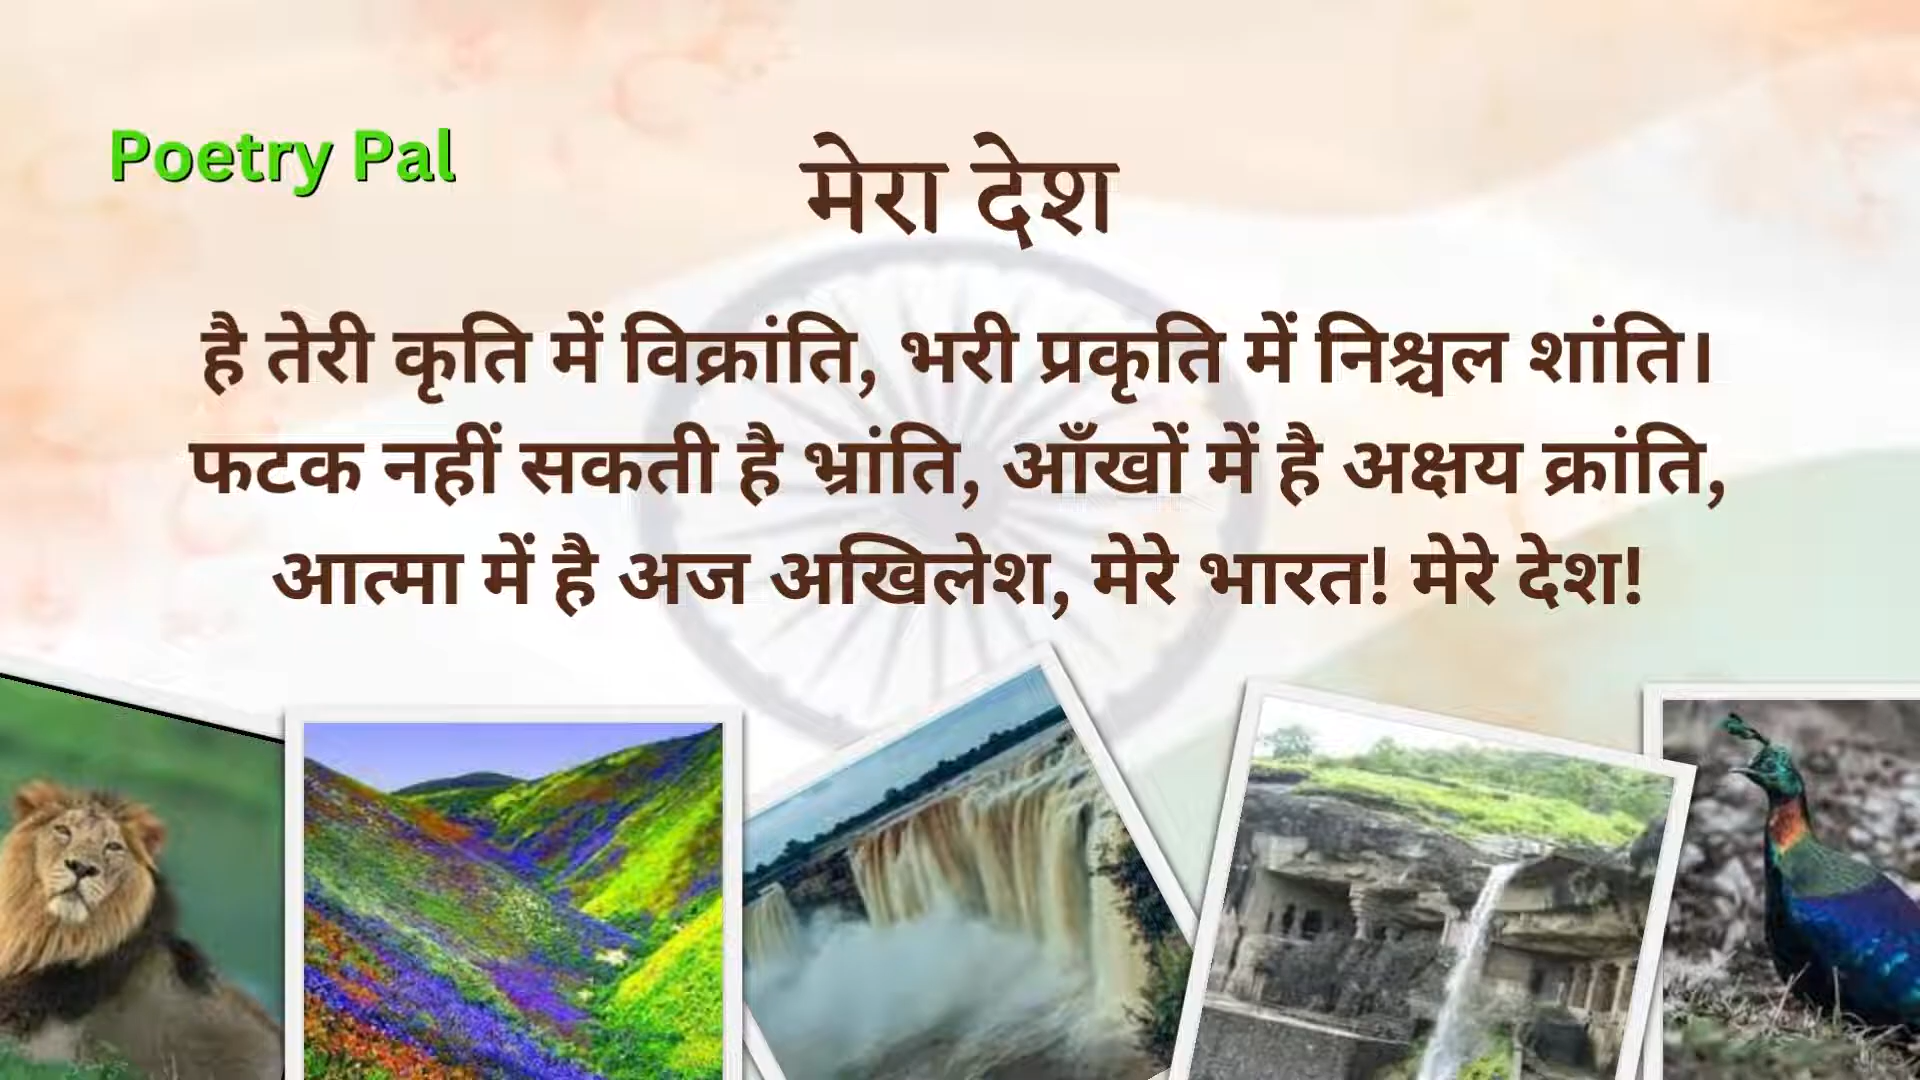 Poetry Pal
मेरा देश
है तेरी कृति में विक्रांति, भरी प्रकृति में निश्चल शांति।
फटक नहीं सकती है भ्रांति, आँखों में है अक्षय क्रांति,
आत्मा में है अज अखिलेश, मेरे भारत! मेरे देश!